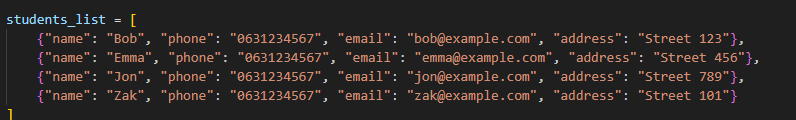 students_list = [
{"name": "Bob", "phone": "0631234567", "email": "bob@example.com", "address": "Street 123"},
{"name": "Emma", "phone": "0631234567", "email": "emma@example.com", "address": "Street 456"},
{"name": "Jon", "phone": "0631234567", "email": "jon@example.com", "address": "Street 789"},
{"name": "Zak", "phone": "0631234567", "email": "zak@example.com", "address": "Street 101"}
]